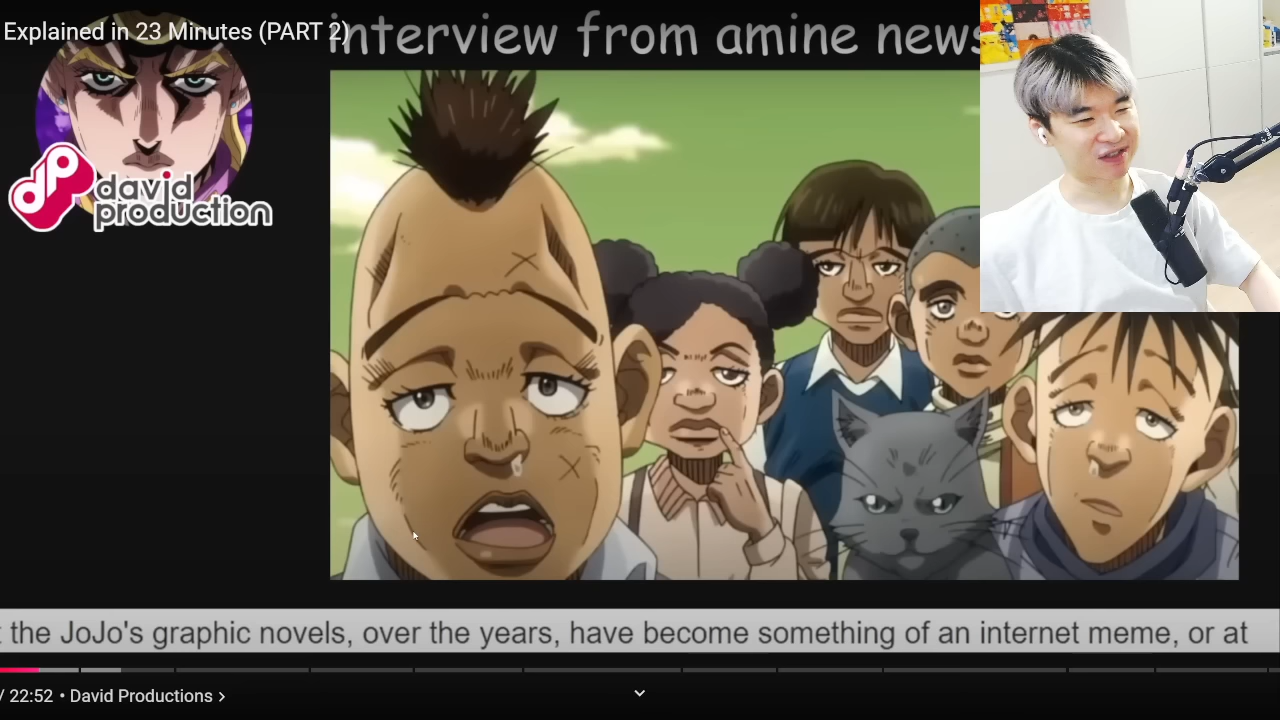 Explained in 23 Minutes (PART 2)
interview from amine news
dp
david
production
t the JoJo's graphic novels, over the years, have become something of an internet meme, or at
/ 22:52 • David Productions >